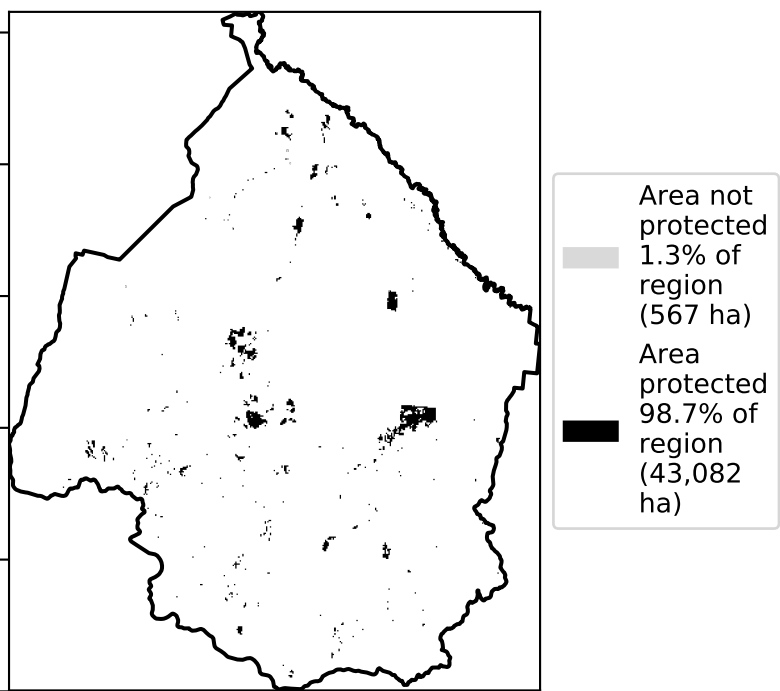 Area not
protected
1.3% of
region
(567 ha)
Area
protected
98.7% of
region
(43,082
ha)